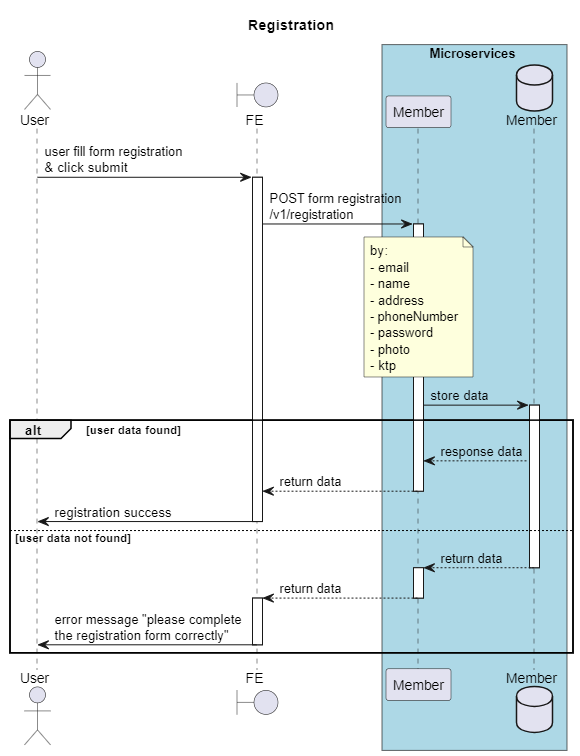 Registration
Microservices
User
FE
Member
Member
user fill form registration
& click submit
POST form registration
/v1/registration
by:
- email
- name
- address
- phoneNumber
- password
- photo
- ktp
store data
alt
[user data found]
response data
return data
registration success
[user data not found]
return data
return data
error message "please complete
the registration form correctly"
User
FE
Member
Member